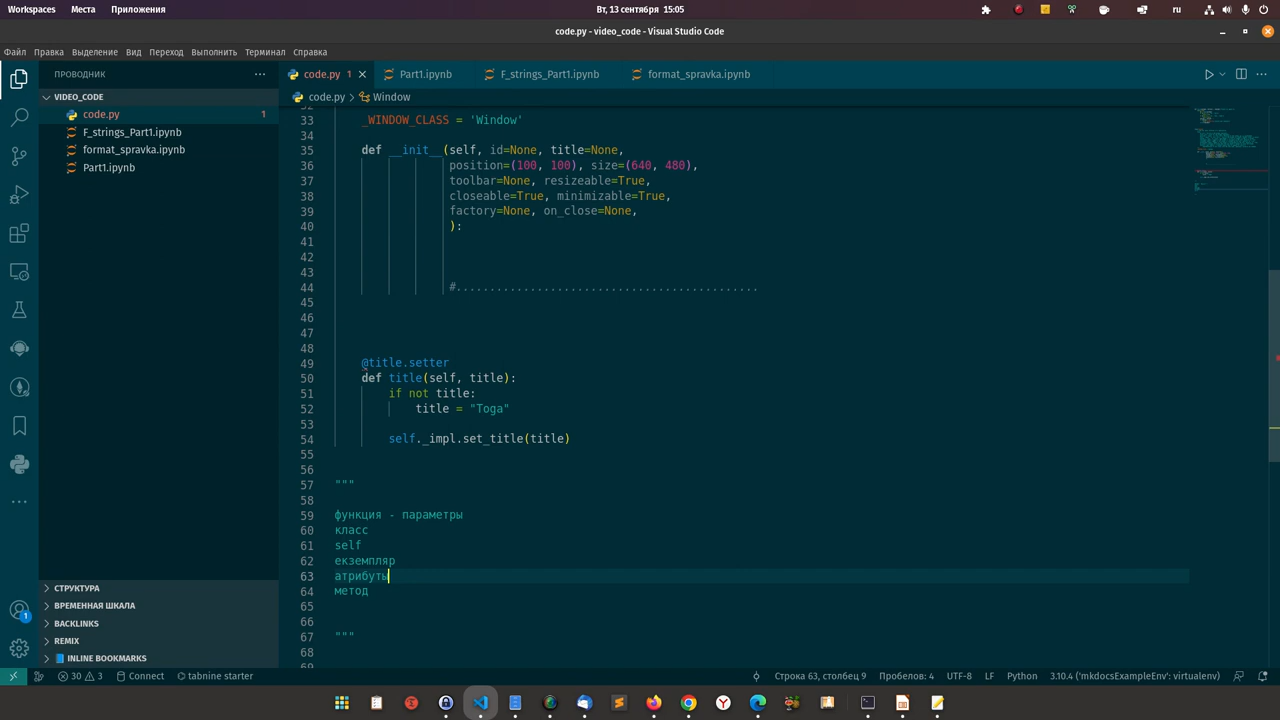 Workspaces Места Приложения Вт, 13 сентября 15:05 ru
code.py - video_code - Visual Studio Code
Файл Правка Выделение Вид Переход Выполнить Терминал Справка
ПРОВОДНИК ... code.py 1 Part1.ipynb F_strings_Part1.ipynb format_spravka.ipynb
VIDEO_CODE
code.py 1
F_strings_Part1.ipynb
format_spravka.ipynb
Part1.ipynb
СТРУКТУРА
ВРЕМЕННАЯ ШКАЛА
BACKLINKS
REMIX
INLINE BOOKMARKS
code.py > Window
33 _WINDOW_CLASS = 'Window'
34
35 def __init__(self, id=None, title=None,
36 position=(100, 100), size=(640, 480),
37 toolbar=None, resizeable=True,
38 closeable=True, minimizable=True,
39 factory=None, on_close=None,
40 ):
41
42
43
44 #.............................................
45
46
47
48
49 @title.setter
50 def title(self, title):
51 if not title:
52 title = "Toga"
53
54 self._impl.set_title(title)
55
56
57 """
58
59 функция - параметры
60 класс
61 self
62 екземпляр
63 атрибуты
64 метод
65
66
67 """
68
30 3 Connect tabnine starter Строка 63, столбец 9 Пробелов: 4 UTF-8 LF Python 3.10.4 ('mkdocsExampleEnv': virtualenv)